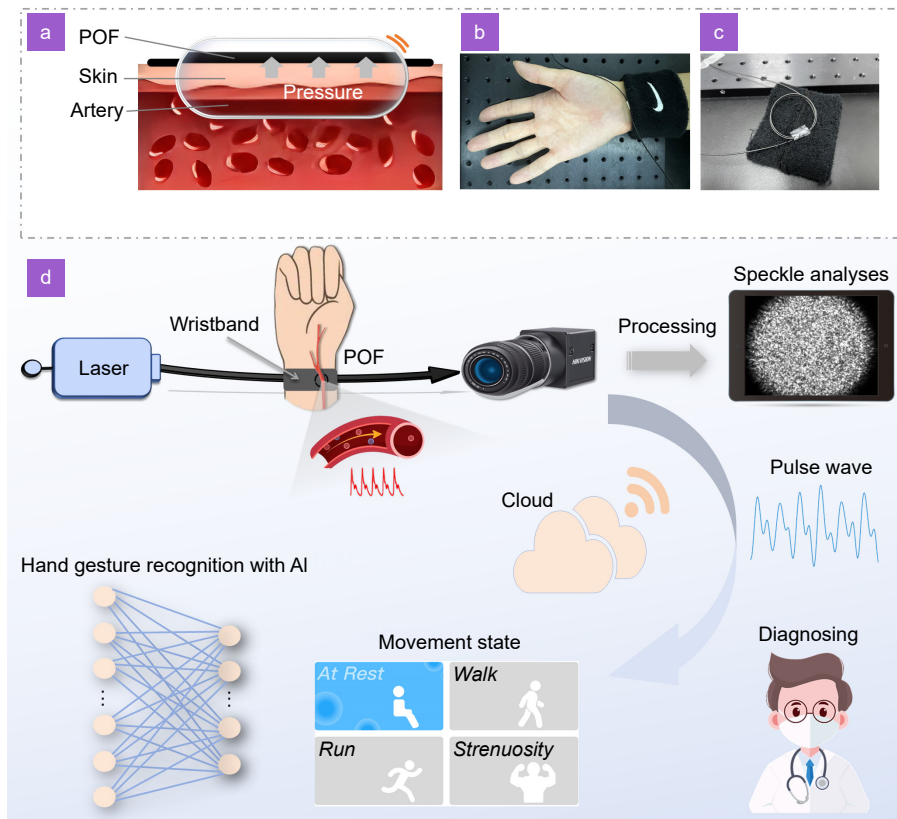 a
POF
Skin
Artery
Pressure
b
c
d
Laser
Wristband
POF
HIKVISION
Processing
Speckle analyses
Cloud
Pulse wave
Hand gesture recognition with AI
Movement state
At Rest
Walk
Run
Strenuosity
Diagnosing